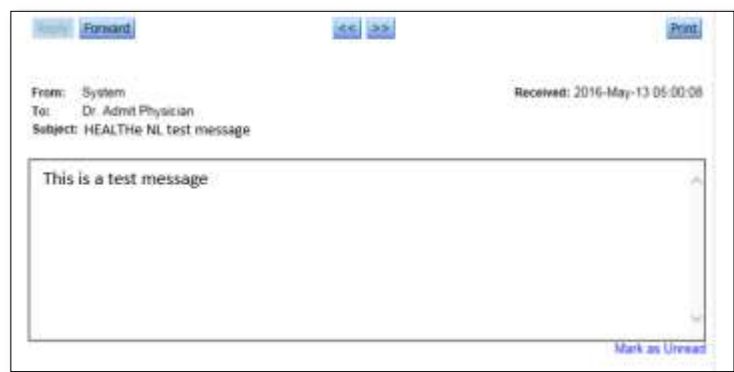 Reply Forward << >> Print
From: System Received: 2016-May-13 05:00:08
To: Dr. Admit Physician
Subject: HEALTHe NL test message
This is a test message
Mark as Unread